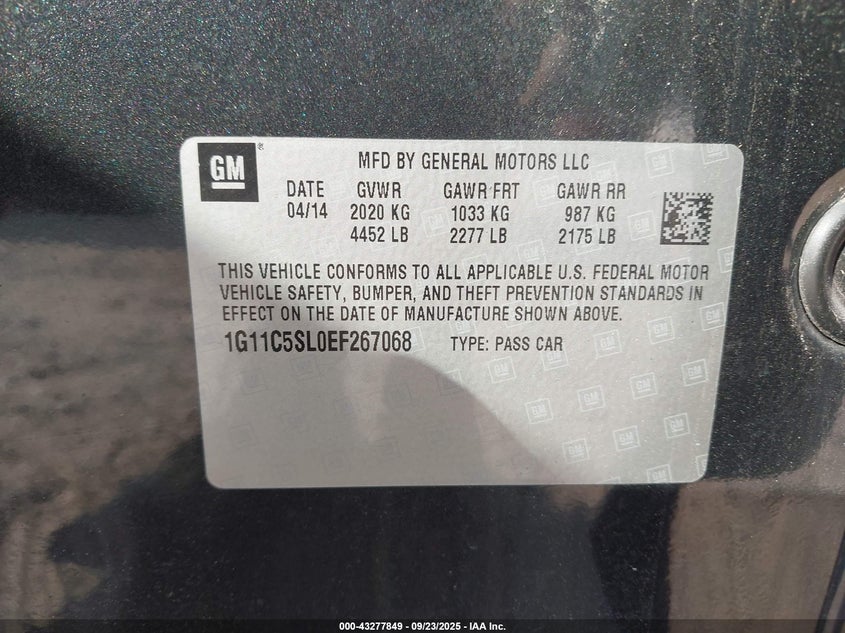 GM
MFD BY GENERAL MOTORS LLC
DATE GVWR GAWR FRT GAWR RR
04/14 2020 KG 1033 KG 987 KG
4452 LB 2277 LB 2175 LB
THIS VEHICLE CONFORMS TO ALL APPLICABLE U.S. FEDERAL MOTOR
VEHICLE SAFETY, BUMPER, AND THEFT PREVENTION STANDARDS IN
EFFECT ON THE DATE OF MANUFACTURE SHOWN ABOVE.
1G11C5SL0EF267068 TYPE: PASS CAR
000-43277849 - 09/23/2025 - IAA Inc.